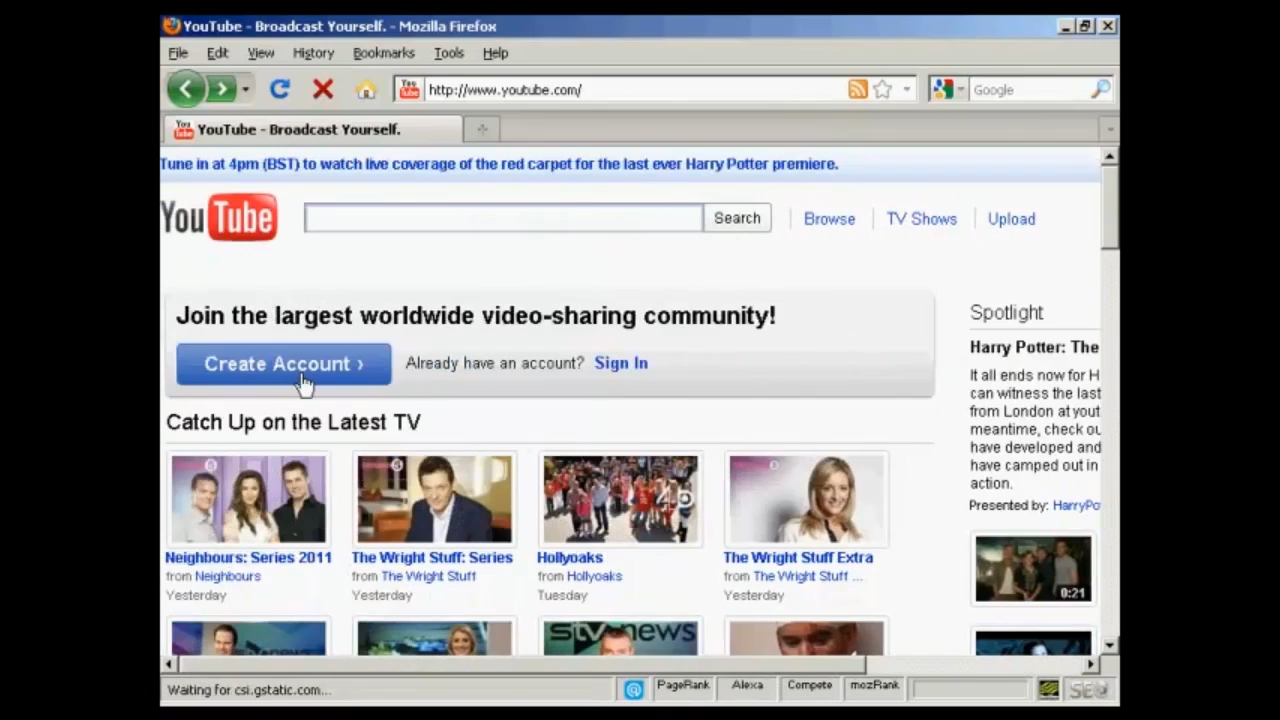 YouTube - Broadcast Yourself. - Mozilla Firefox
File Edit View History Bookmarks Tools Help
You Tube http://www.youtube.com/ Google
You Tube YouTube - Broadcast Yourself.
Tune in at 4pm (BST) to watch live coverage of the red carpet for the last ever Harry Potter premiere.
YouTube Search Browse TV Shows Upload
Join the largest worldwide video-sharing community!
Create Account › Already have an account? Sign In
Catch Up on the Latest TV
Neighbours: Series 2011
from Neighbours
Yesterday
The Wright Stuff: Series
from The Wright Stuff
Yesterday
Hollyoaks
from Hollyoaks
Tuesday
The Wright Stuff Extra
from The Wright Stuff ...
Yesterday
stv news
Spotlight
Harry Potter: The
It all ends now for H
can witness the last
from London at yout
meantime, check ou
have developed and
have camped out in
action.
Presented by: HarryPo
0:21
Waiting for csi.gstatic.com... PageRank Alexa Compete mozRank SEO